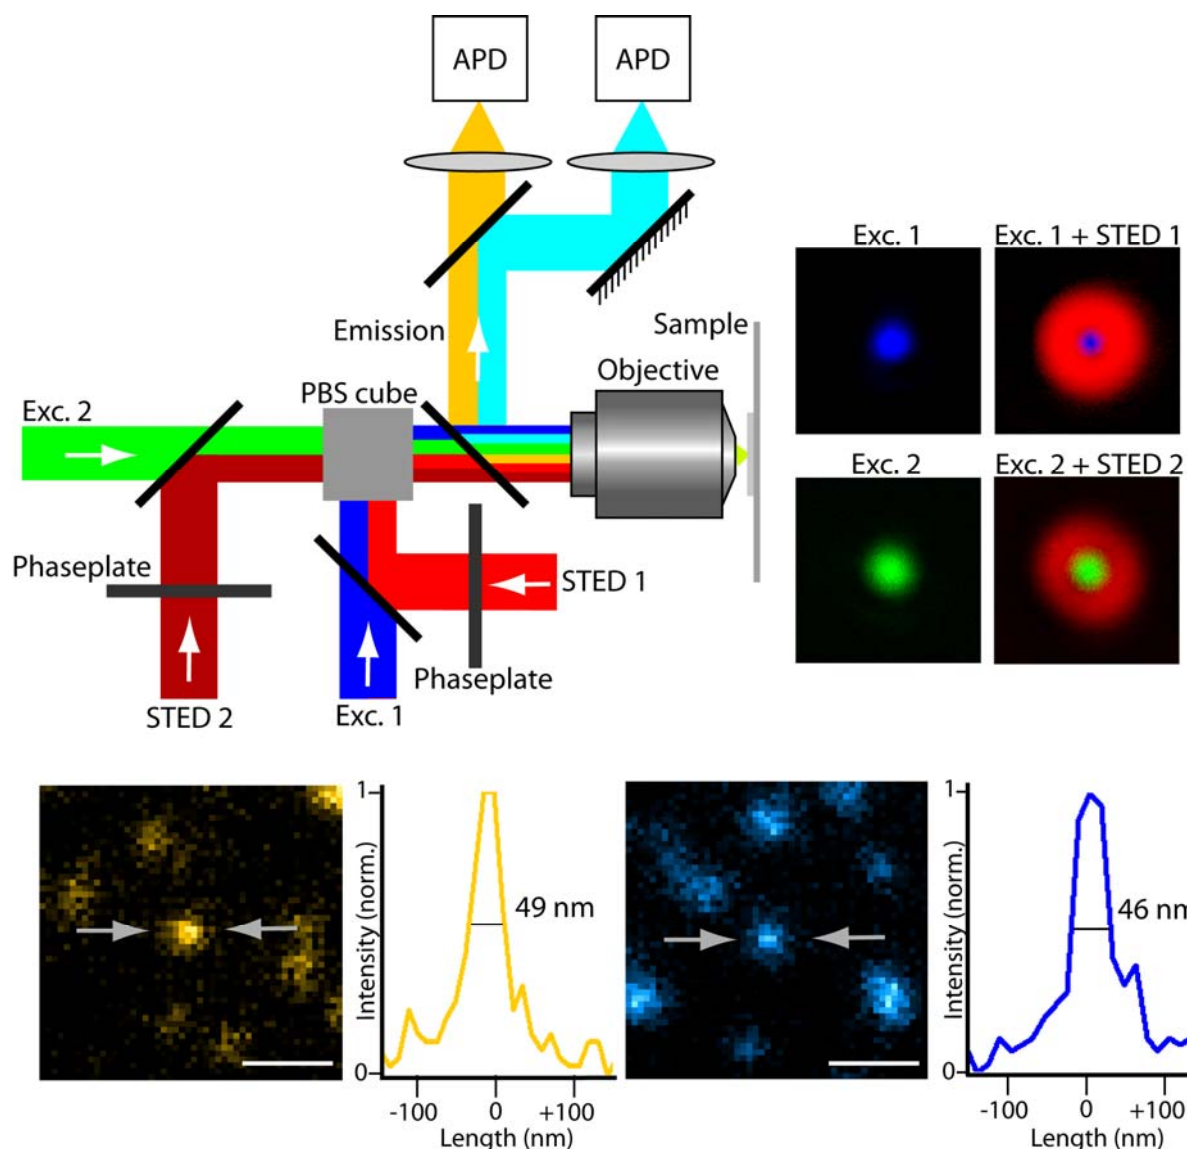 APD
APD
Exc. 1
Exc. 1 + STED 1
Emission
Sample
Objective
PBS cube
Exc. 2
Exc. 2
Exc. 2 + STED 2
Phaseplate
STED 1
Phaseplate
STED 2
Exc. 1
1
Intensity (norm.)
49 nm
0
-100 0 +100
Length (nm)
1
Intensity (norm.)
46 nm
0
-100 0 +100
Length (nm)